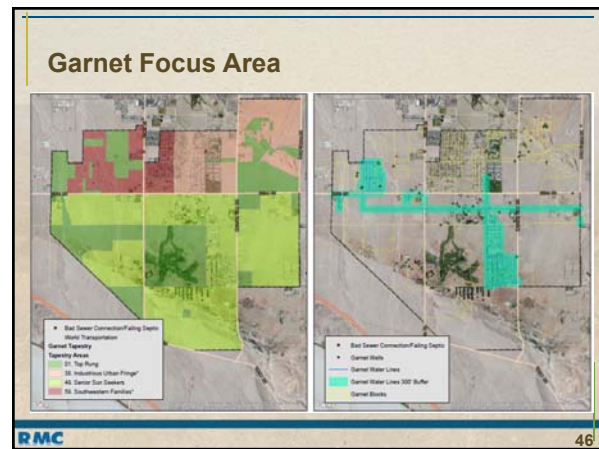 Garnet Focus Area
Bad Sewer Connection/Failing Septic
World Transportation
Garnet Tapestry
Tapestry Areas
01. Top Rung
38. Industrious Urban Fringe*
49. Senior Sun Seekers
59. Southwestern Families*
Bad Sewer Connection/Failing Septic
Garnet Wells
Garnet Water Lines
Garnet Water Lines 300' Buffer
Garnet Blocks
RMC
46